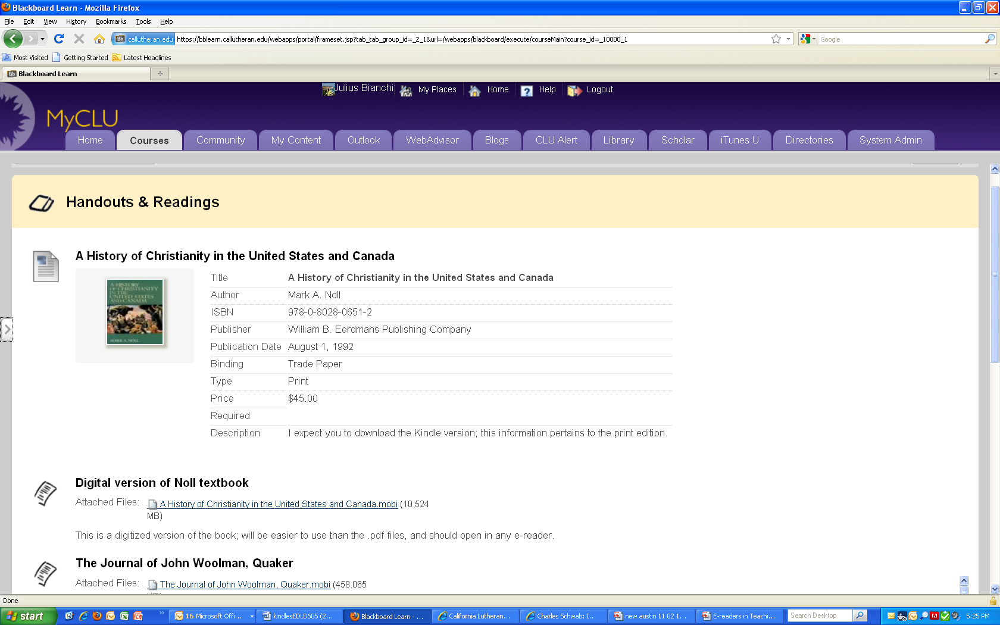 Blackboard Learn - Mozilla Firefox
File Edit View History Bookmarks Tools Help
callutheran.edu https://bblearn.callutheran.edu/webapps/portal/frameset.jsp?tab_tab_group_id=_2_1&url=/webapps/blackboard/execute/courseMain?course_id=_10000_1
Google
Most Visited Getting Started Latest Headlines
Blackboard Learn
Julius Bianchi My Places Home Help Logout
MyCLU
Home Courses Community My Content Outlook WebAdvisor Blogs CLU Alert Library Scholar iTunes U Directories System Admin
Handouts & Readings
A History of Christianity in the United States and Canada
A HISTORY
OF CHRISTIANITY
IN THE
UNITED STATES
AND CANADA
MARK A. NOLL
Title A History of Christianity in the United States and Canada
Author Mark A. Noll
ISBN 978-0-8028-0651-2
Publisher William B. Eerdmans Publishing Company
Publication Date August 1, 1992
Binding Trade Paper
Type Print
Price $45.00
Required
Description I expect you to download the Kindle version; this information pertains to the print edition.
Digital version of Noll textbook
Attached Files: A History of Christianity in the United States and Canada.mobi (10.524
MB)
This is a digitized version of the book; will be easier to use than the .pdf files, and should open in any e-reader.
The Journal of John Woolman, Quaker
Attached Files: The Journal of John Woolman, Quaker.mobi (458.065
Done
start 16 Microsoft Offi... kindlesEDLD605 (2... Blackboard Learn - ... California Lutheran... Charles Schwab: I... new austin 11 02 1... E-readers in Teachi... Search Desktop 5:25 PM